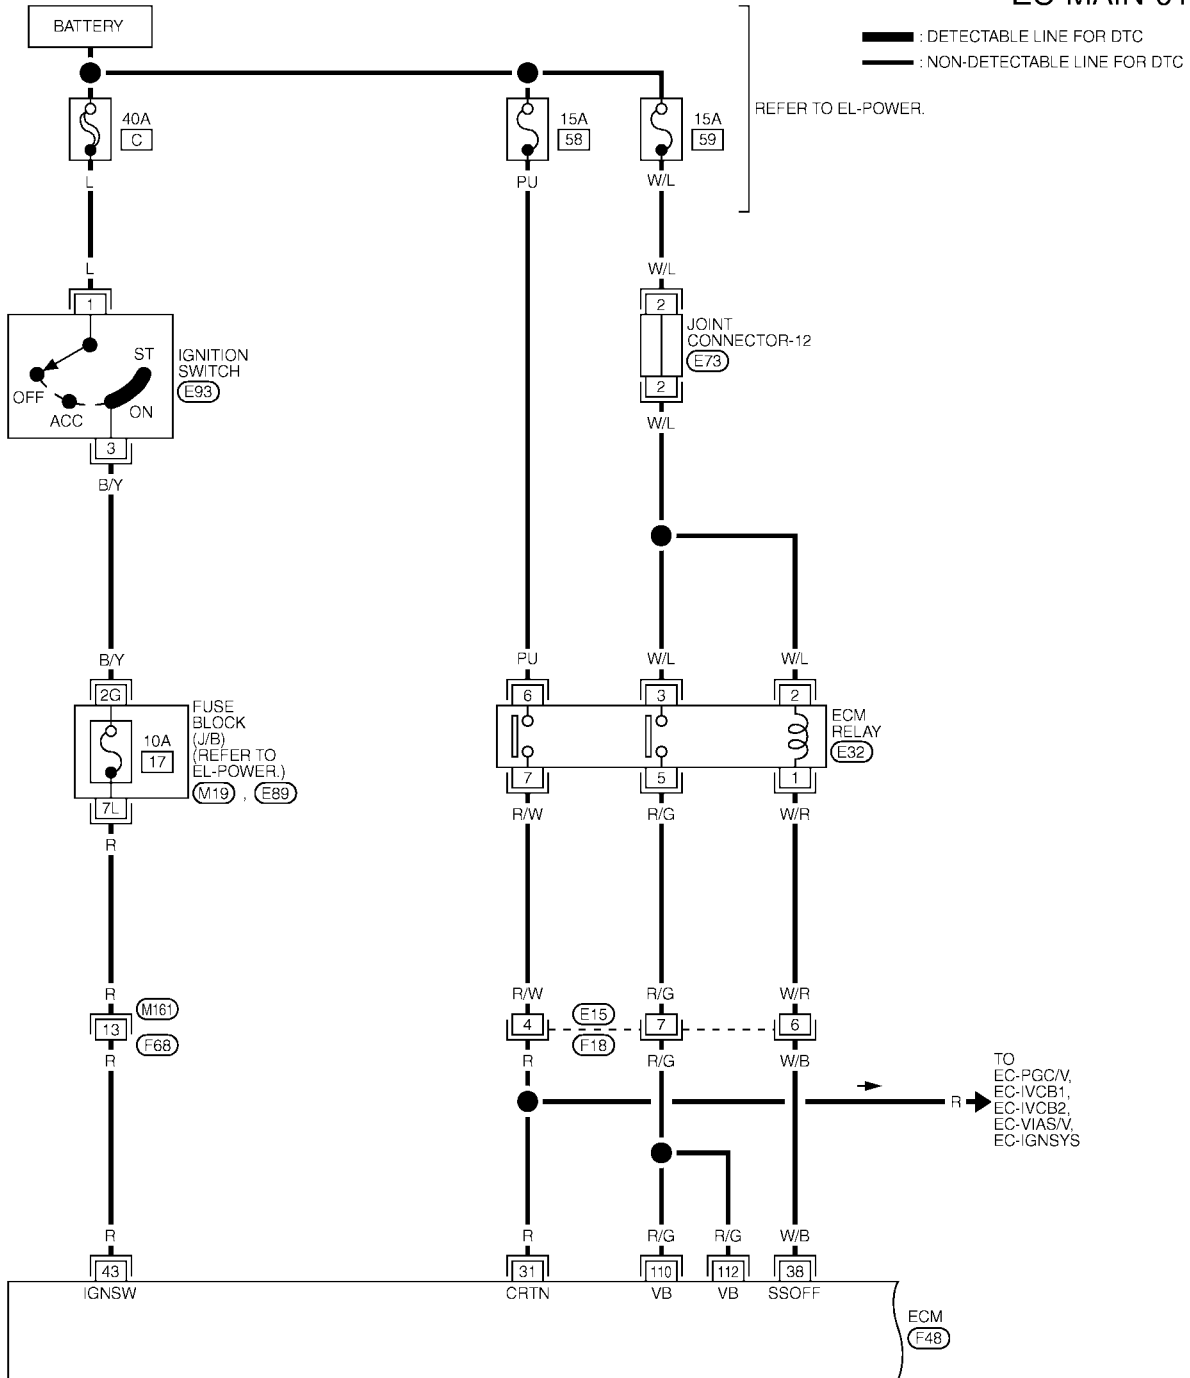 BATTERY
: DETECTABLE LINE FOR DTC
: NON-DETECTABLE LINE FOR DTC
REFER TO EL-POWER.
40A
C
15A
58
15A
59
L
PU
W/L
L
W/L
1
2
JOINT
CONNECTOR-12
E73
2
IGNITION
SWITCH
E93
ST
OFF
ACC
ON
3
W/L
B/Y
B/Y
PU
W/L
W/L
2G
6
3
2
FUSE
BLOCK
(J/B)
(REFER TO
EL-POWER.)
M19 , E89
10A
17
7L
ECM
RELAY
E32
7
5
1
R
R/W
R/G
W/R
R
R/W
R/G
W/R
M161
13
F68
E15
4
7
6
F18
R
R
R/G
W/B
R
TO
EC-PGC/V,
EC-IVCB1,
EC-IVCB2,
EC-VIAS/V,
EC-IGNSYS
R
R
R/G
R/G
W/B
43
31
110
112
38
IGNSW
CRTN
VB
VB
SSOFF
ECM
F48